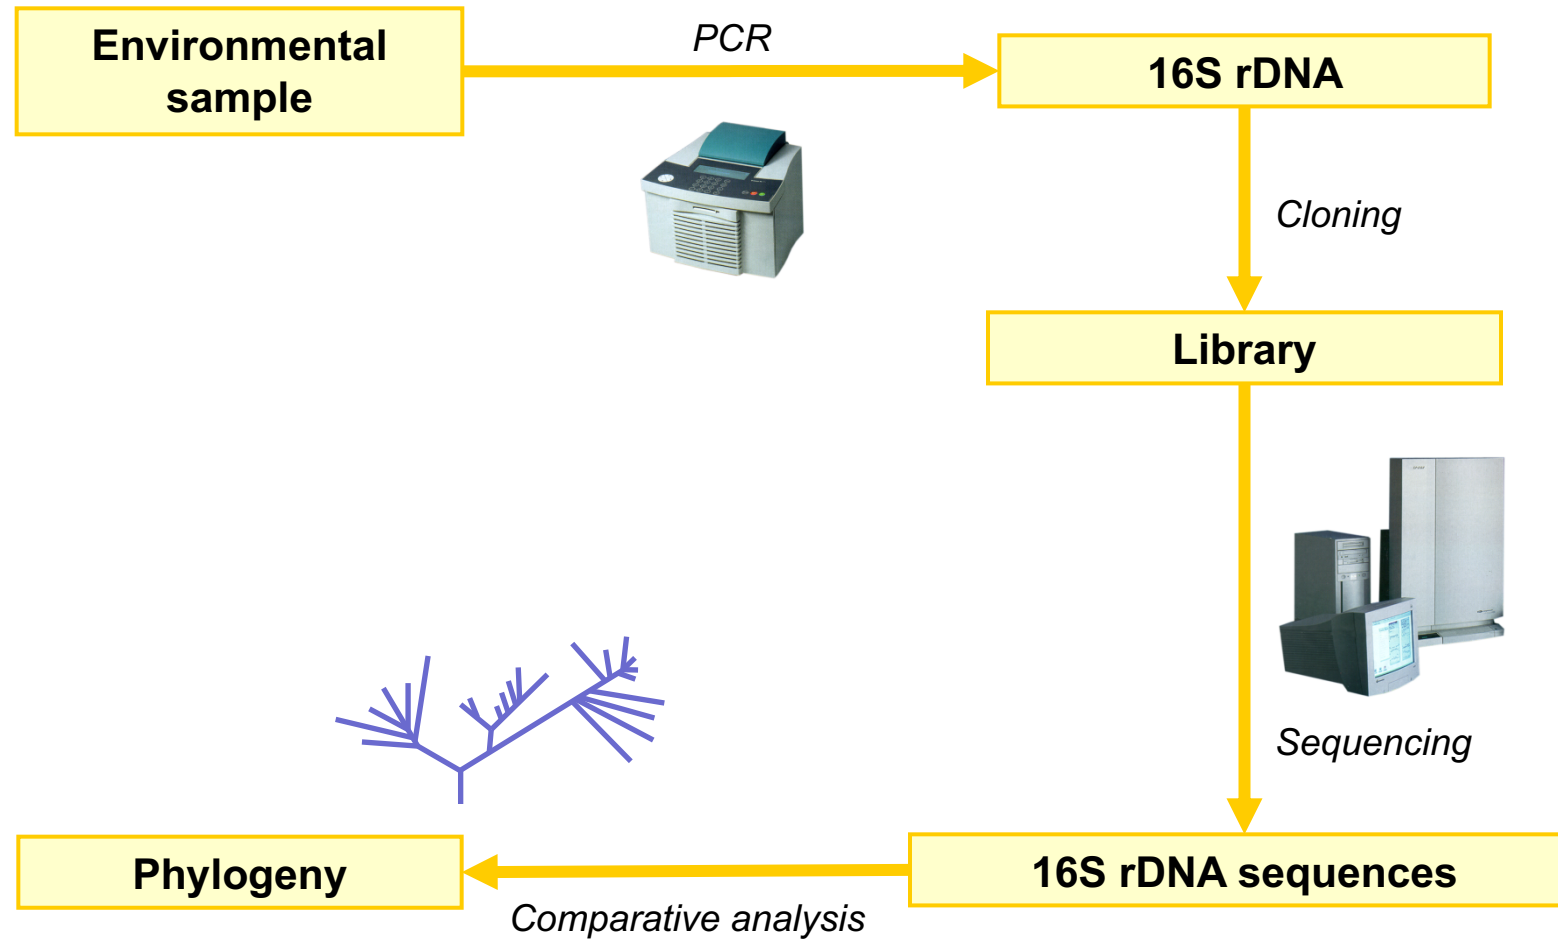 Environmental
sample
PCR
16S rDNA
Cloning
Library
Sequencing
16S rDNA sequences
Comparative analysis
Phylogeny